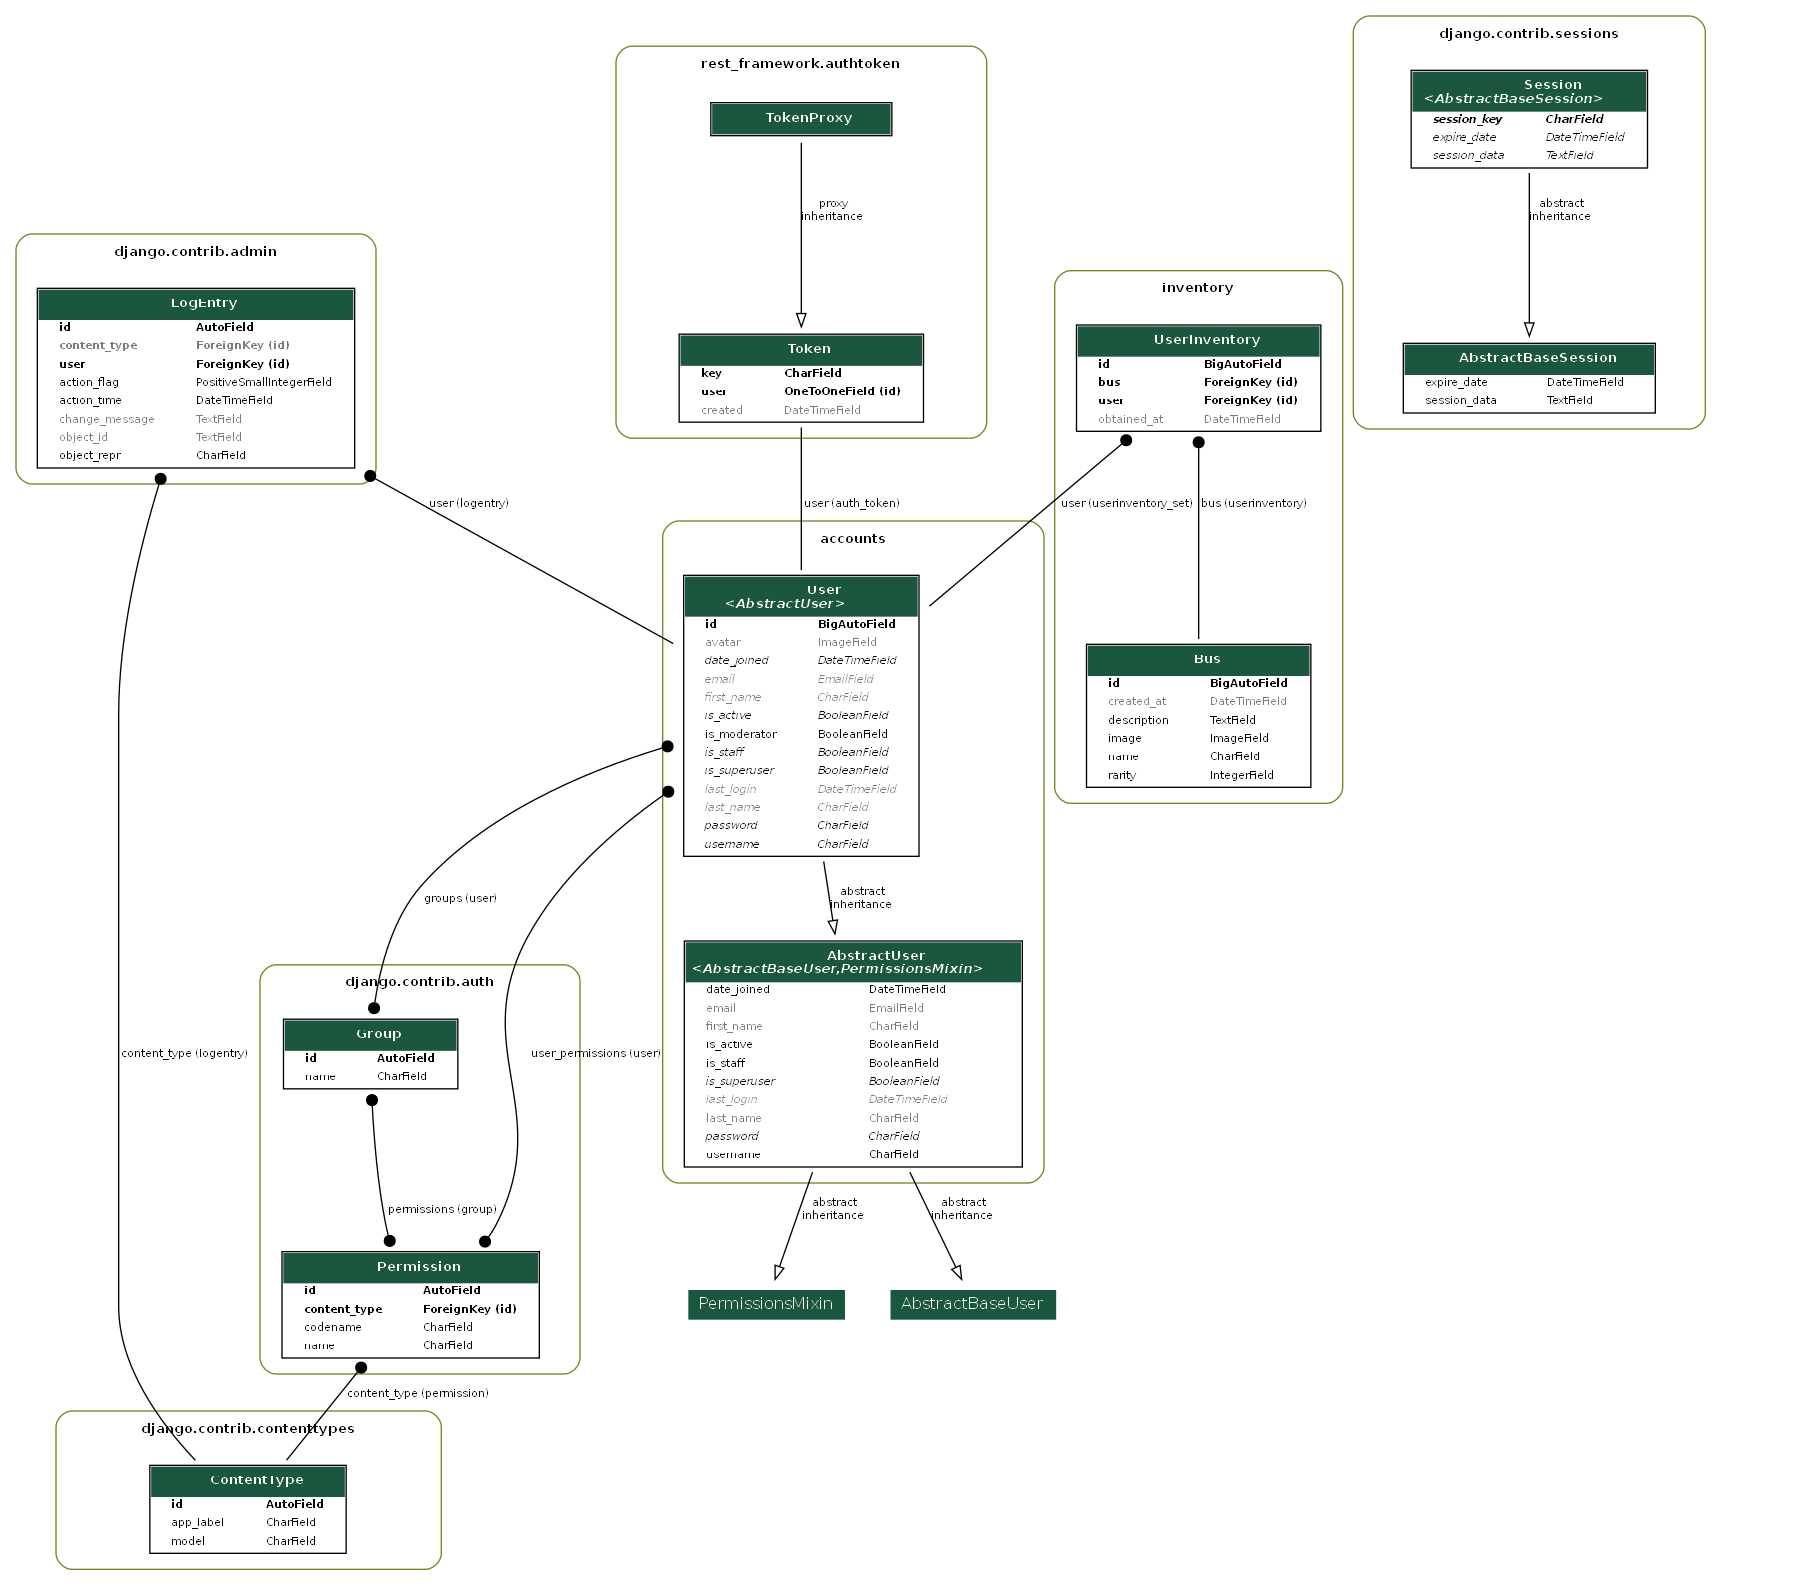 django.contrib.sessions
Session
<AbstractBaseSession>
session_key CharField
expire_date DateTimeField
session_data TextField
abstract
inheritance
AbstractBaseSession
expire_date DateTimeField
session_data TextField
rest_framework.authtoken
TokenProxy
proxy
inheritance
Token
key CharField
user OneToOneField (id)
created DateTimeField
django.contrib.admin
LogEntry
id AutoField
content_type ForeignKey (id)
user ForeignKey (id)
action_flag PositiveSmallIntegerField
action_time DateTimeField
change_message TextField
object_id TextField
object_repr CharField
inventory
UserInventory
id BigAutoField
bus ForeignKey (id)
user ForeignKey (id)
obtained_at DateTimeField
user (logentry)
user (auth_token)
user (userinventory_set)
bus (userinventory)
Bus
id BigAutoField
created_at DateTimeField
description TextField
image ImageField
name CharField
rarity IntegerField
accounts
User
<AbstractUser>
id BigAutoField
avatar ImageField
date_joined DateTimeField
email EmailField
first_name CharField
is_active BooleanField
is_moderator BooleanField
is_staff BooleanField
is_superuser BooleanField
last_login DateTimeField
last_name CharField
password CharField
username CharField
abstract
inheritance
groups (user)
AbstractUser
<AbstractBaseUser,PermissionsMixin>
date_joined DateTimeField
email EmailField
first_name CharField
is_active BooleanField
is_staff BooleanField
is_superuser BooleanField
last_login DateTimeField
last_name CharField
password CharField
username CharField
django.contrib.auth
Group
id AutoField
name CharField
content_type (logentry)
user_permissions (user)
permissions (group)
abstract
inheritance
abstract
inheritance
Permission
id AutoField
content_type ForeignKey (id)
codename CharField
name CharField
PermissionsMixin
AbstractBaseUser
content_type (permission)
django.contrib.contenttypes
ContentType
id AutoField
app_label CharField
model CharField